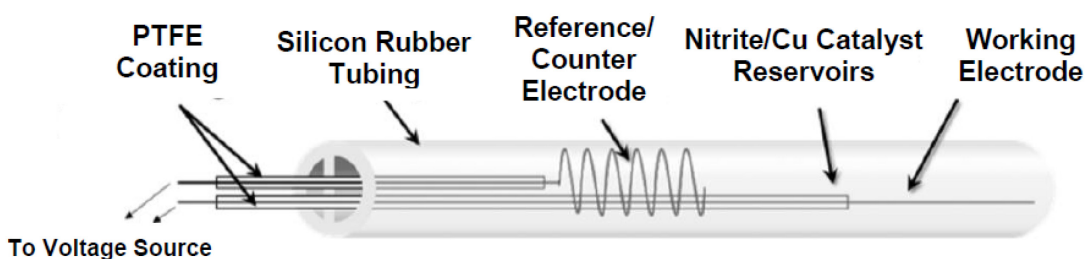 PTFE
Coating
Silicon Rubber
Tubing
Reference/
Counter
Electrode
Nitrite/Cu Catalyst
Reservoirs
Working
Electrode
To Voltage Source